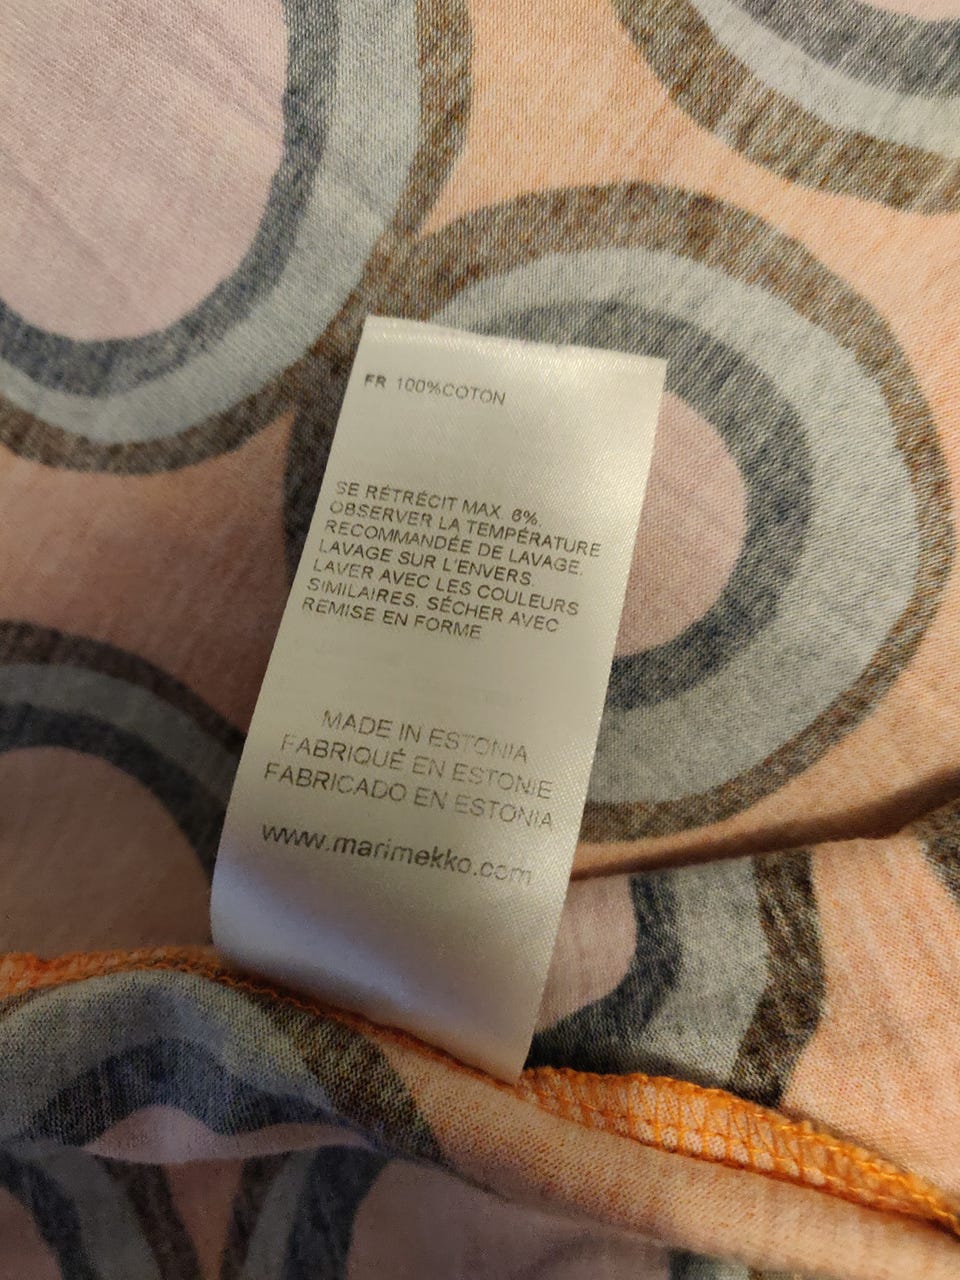 FR 100%COTON
SE RÉTRÉCIT MAX 6%.
OBSERVER LA TEMPÉRATURE
RECOMMANDÉE DE LAVAGE.
LAVAGE SUR L'ENVERS.
LAVER AVEC LES COULEURS
SIMILAIRES. SÉCHER AVEC
REMISE EN FORME
MADE IN ESTONIA
FABRIQUÉ EN ESTONIE
FABRICADO EN ESTONIA
www.marimekko.com